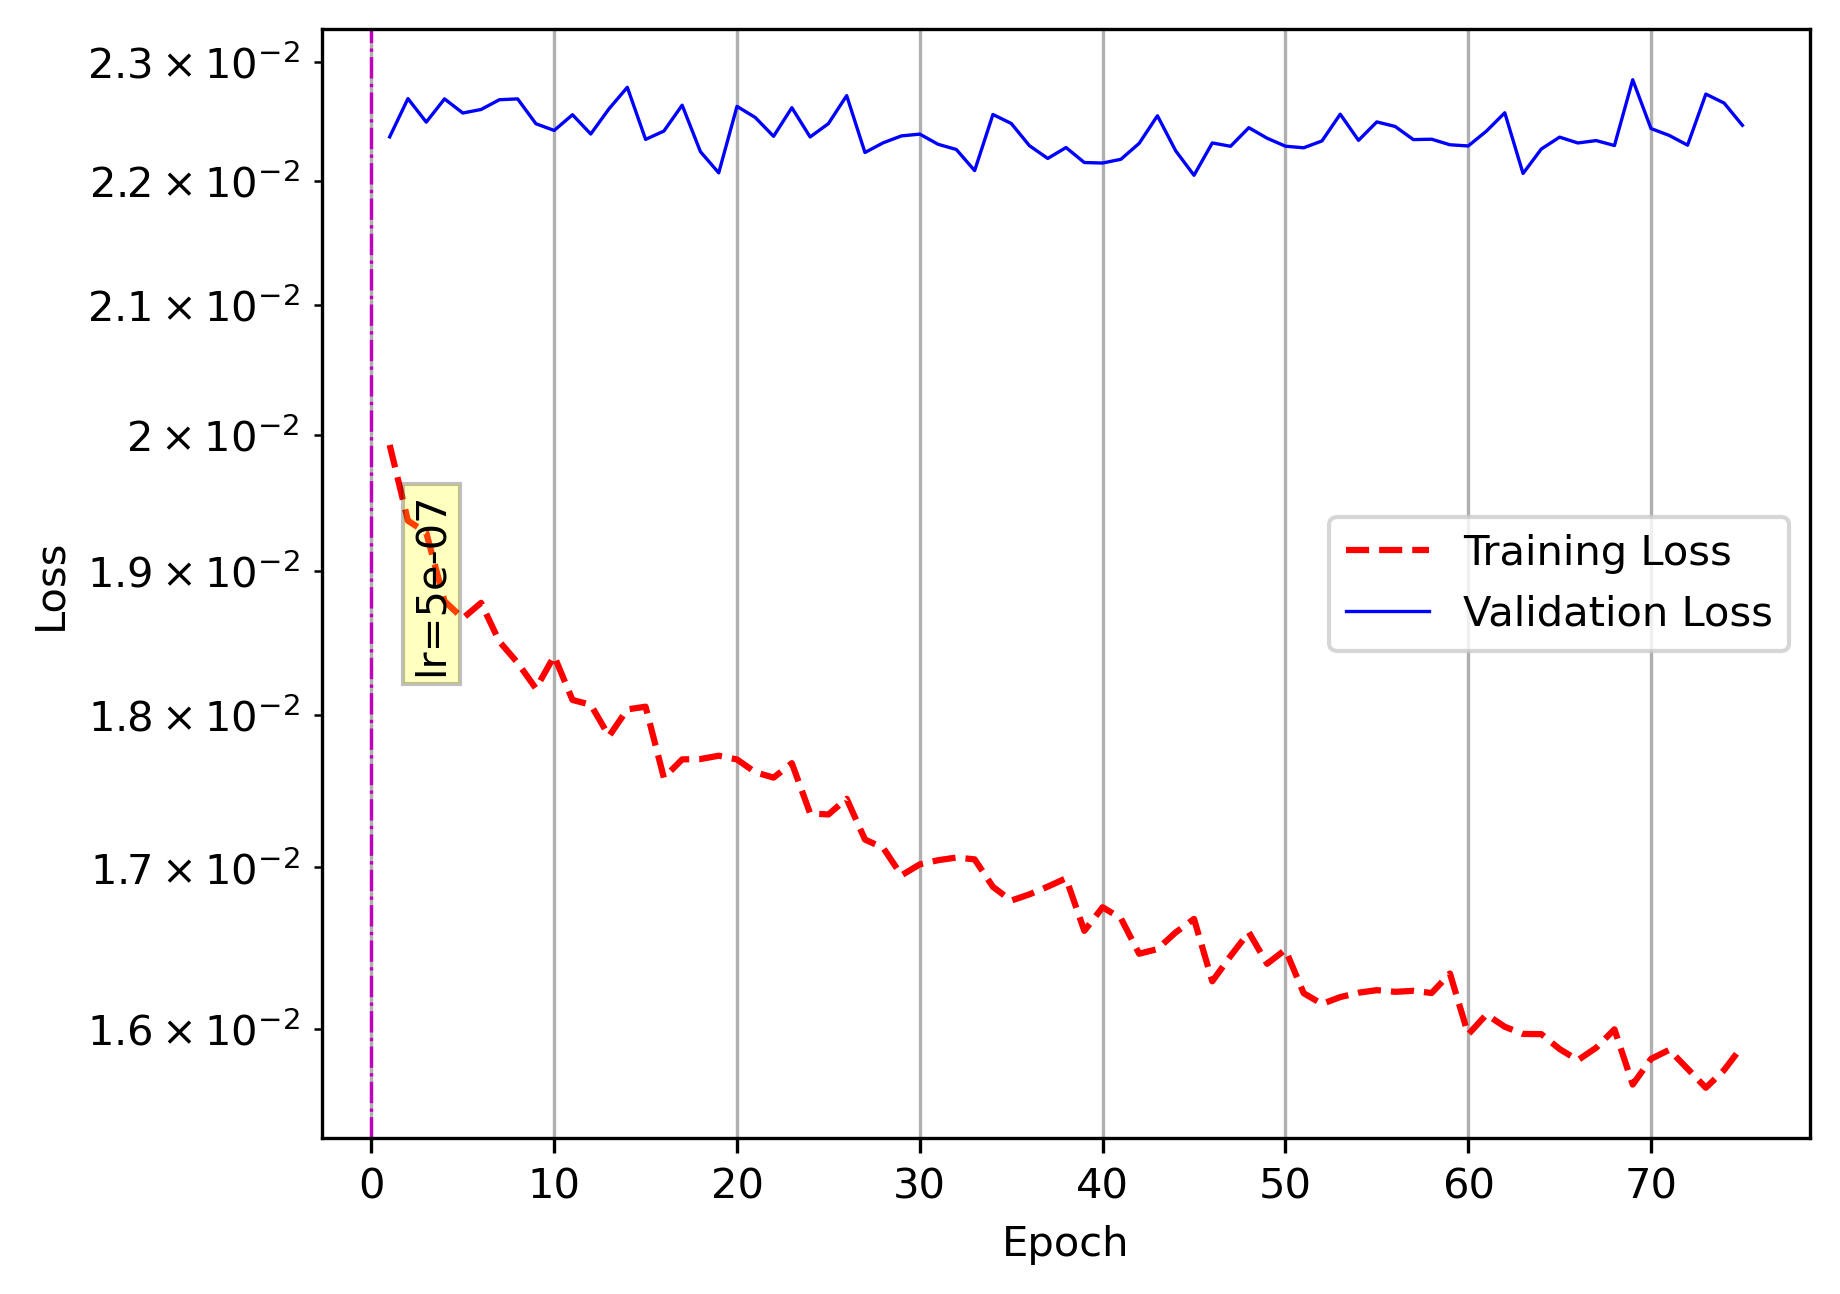 2.3 × 10⁻²
2.2 × 10⁻²
2.1 × 10⁻²
2 × 10⁻²
1.9 × 10⁻²
1.8 × 10⁻²
1.7 × 10⁻²
1.6 × 10⁻²
Loss
lr=5e-07
Training Loss
Validation Loss
0 10 20 30 40 50 60 70
Epoch